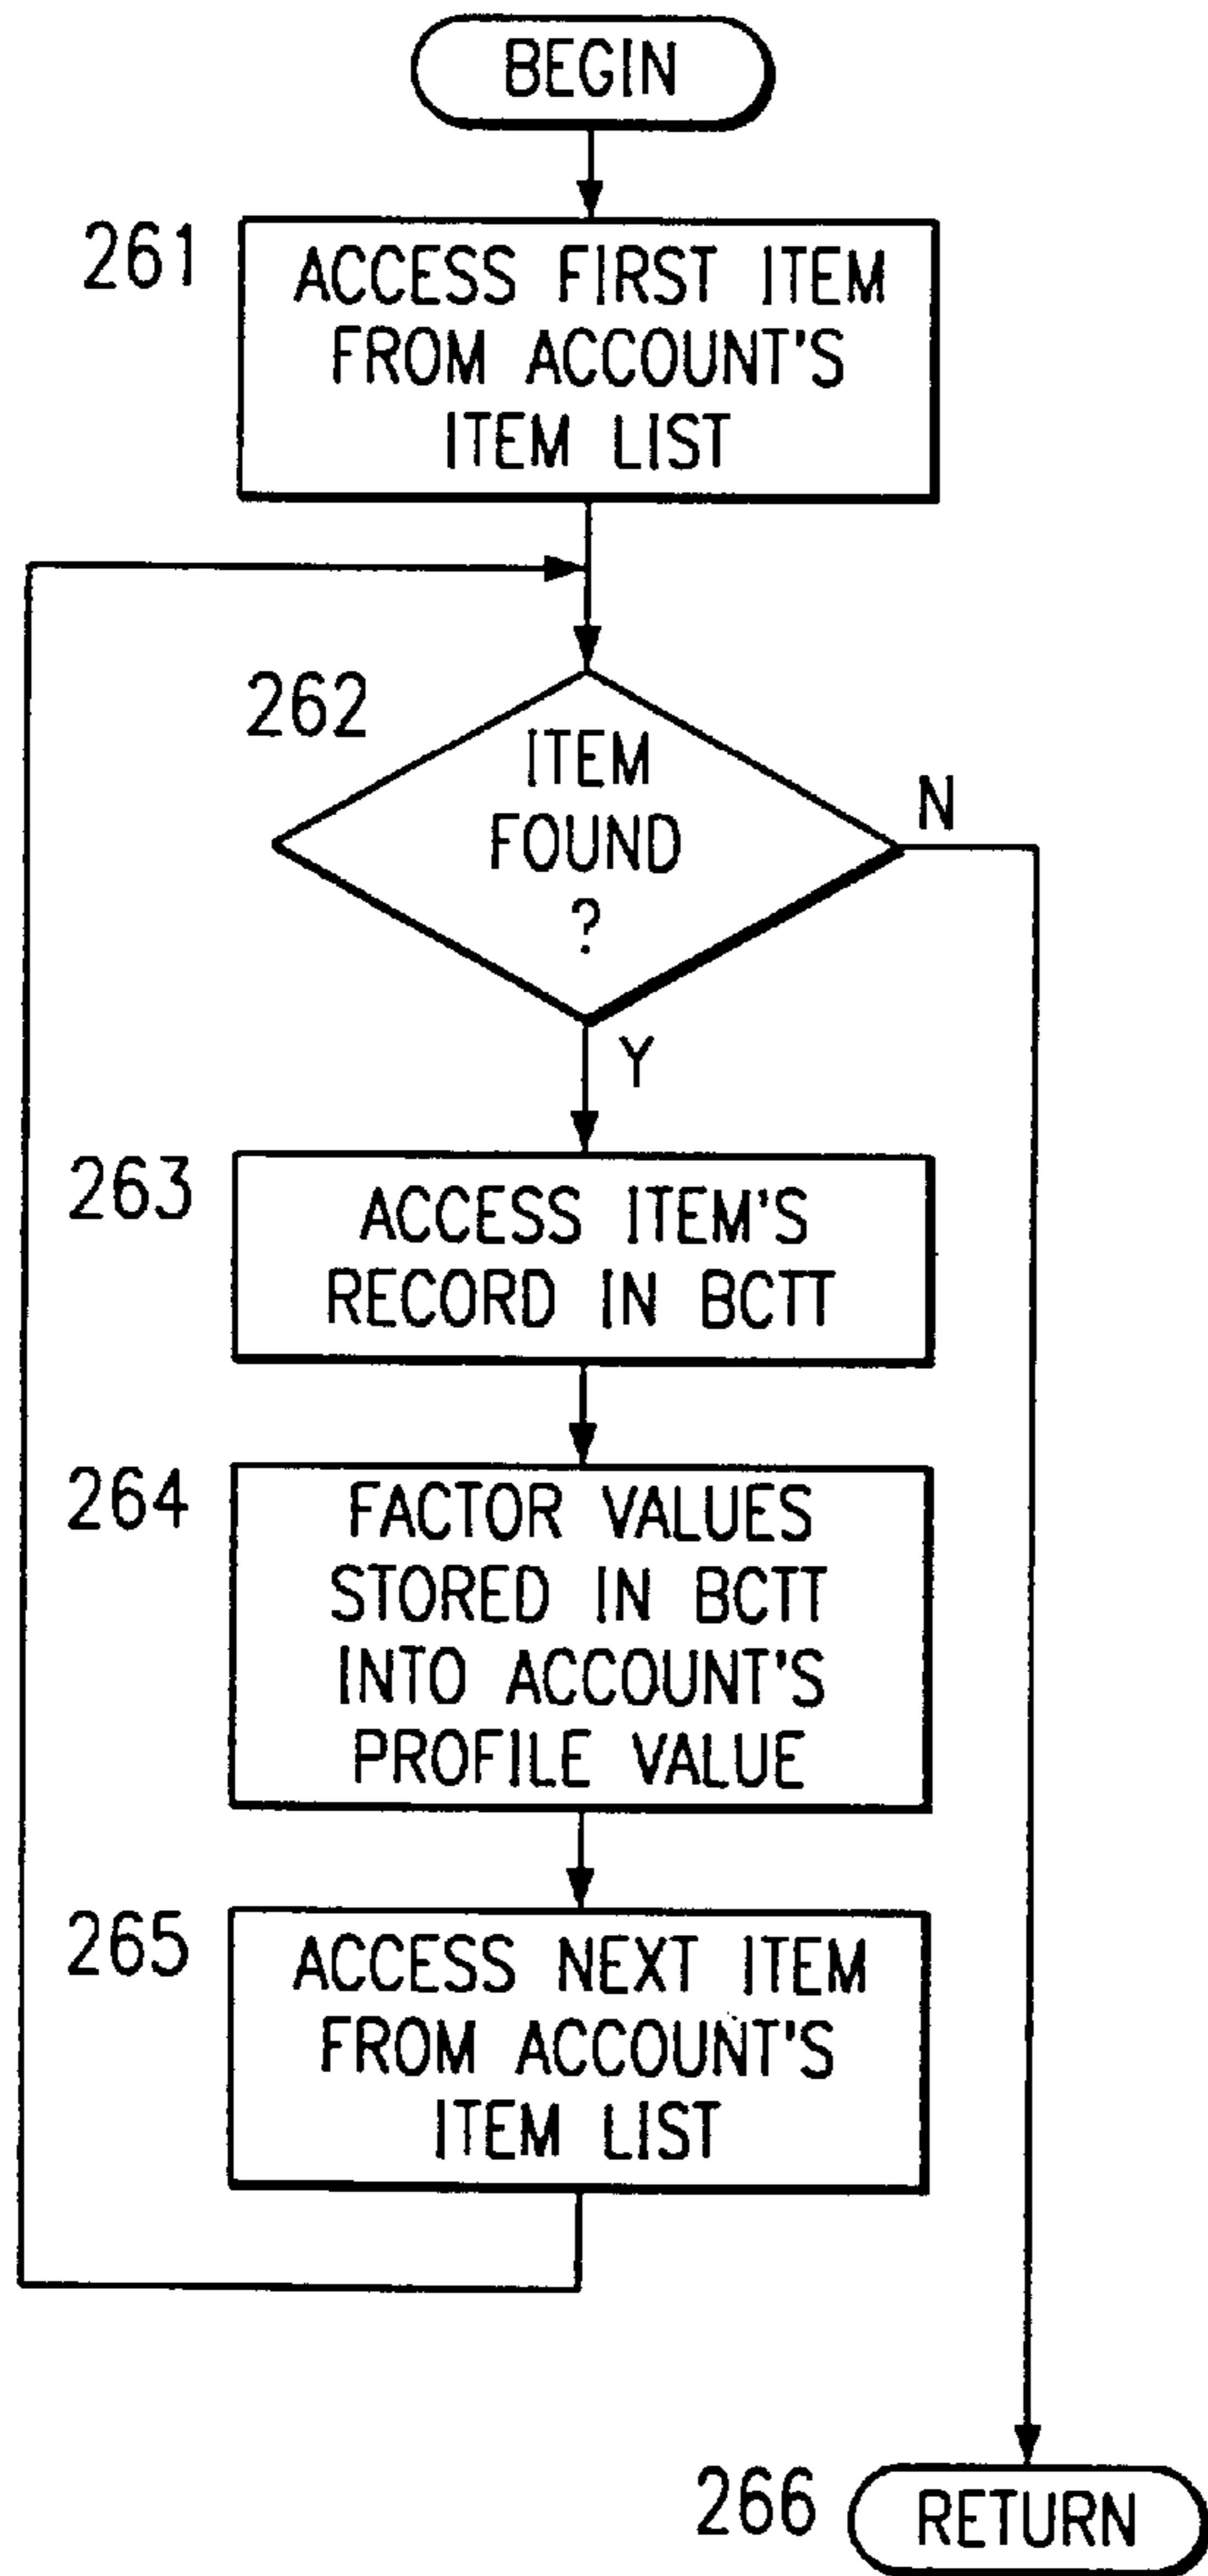 BEGIN
261
ACCESS FIRST ITEM
FROM ACCOUNT'S
ITEM LIST
262
ITEM
FOUND
?
N
Y
263
ACCESS ITEM'S
RECORD IN BCTT
264
FACTOR VALUES
STORED IN BCTT
INTO ACCOUNT'S
PROFILE VALUE
265
ACCESS NEXT ITEM
FROM ACCOUNT'S
ITEM LIST
266
RETURN